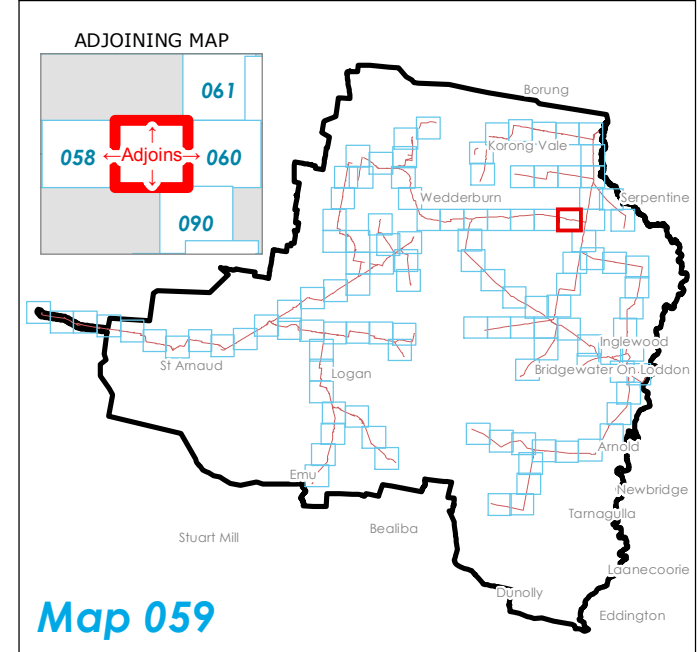 ADJOINING MAP
061
058
←Adjoins→
060
090
Borung
Korong Vale
Wedderburn
Serpentine
Inglewood
St Arnaud
Logan
Bridgewater On Loddon
Arnold
Emu
Newbridge
Tarnagulla
Bealiba
Stuart Mill
Laanecoorie
Dunolly
Eddington
Map 059